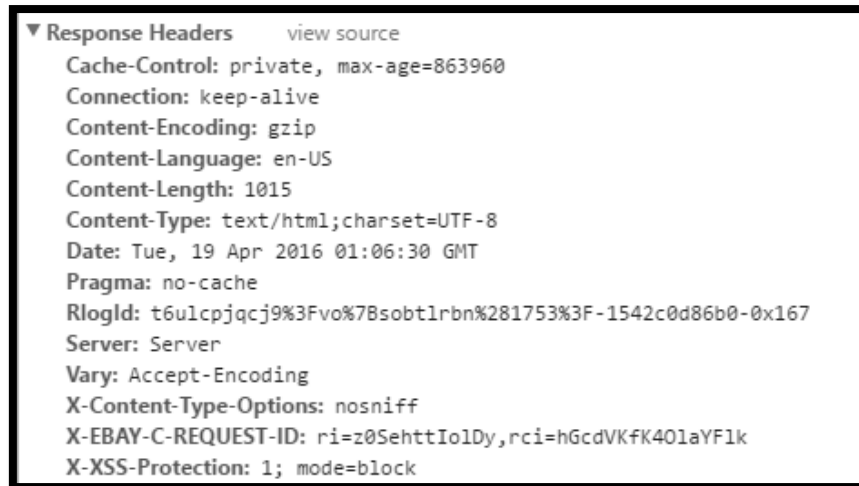 Response Headers view source
Cache-Control: private, max-age=863960
Connection: keep-alive
Content-Encoding: gzip
Content-Language: en-US
Content-Length: 1015
Content-Type: text/html;charset=UTF-8
Date: Tue, 19 Apr 2016 01:06:30 GMT
Pragma: no-cache
RlogId: t6ulcpjqcj9%3Fvo%7Bsobtlrbn%281753%3F-1542c0d86b0-0x167
Server: Server
Vary: Accept-Encoding
X-Content-Type-Options: nosniff
X-EBAY-C-REQUEST-ID: ri=z0SehttIolDy,rci=hGcdVKfK4OlaYFlk
X-XSS-Protection: 1; mode=block